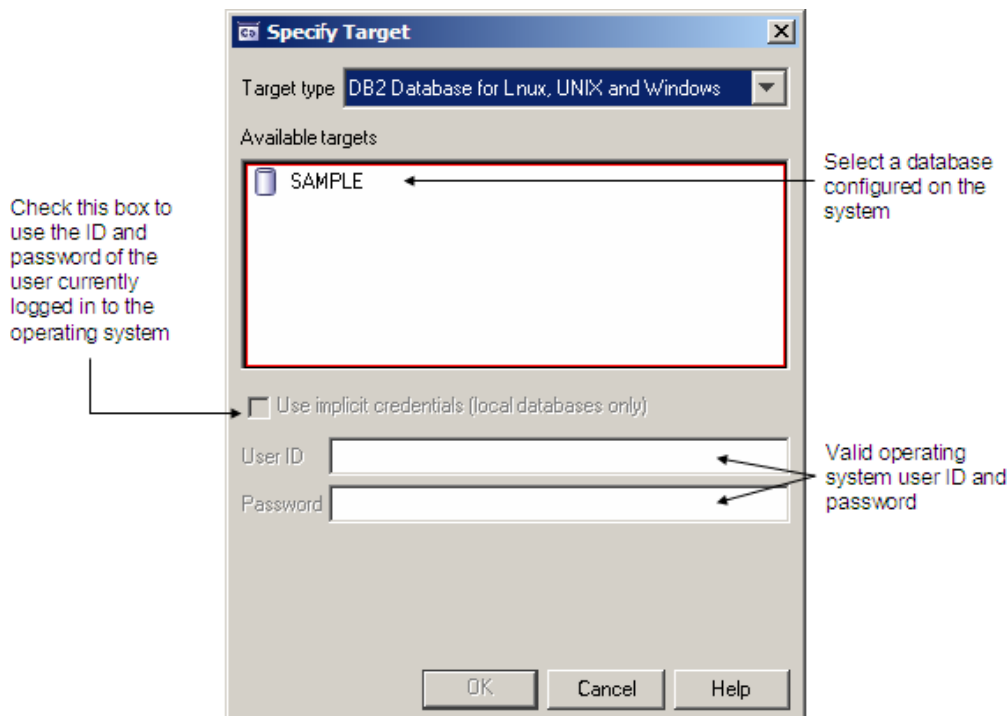 Specify Target
Target type DB2 Database for Lnux, UNIX and Windows
Available targets
SAMPLE
Select a database
configured on the
system
Check this box to
use the ID and
password of the
user currently
logged in to the
operating system
Use implicit credentials (local databases only)
User ID
Password
Valid operating
system user ID and
password
OK
Cancel
Help